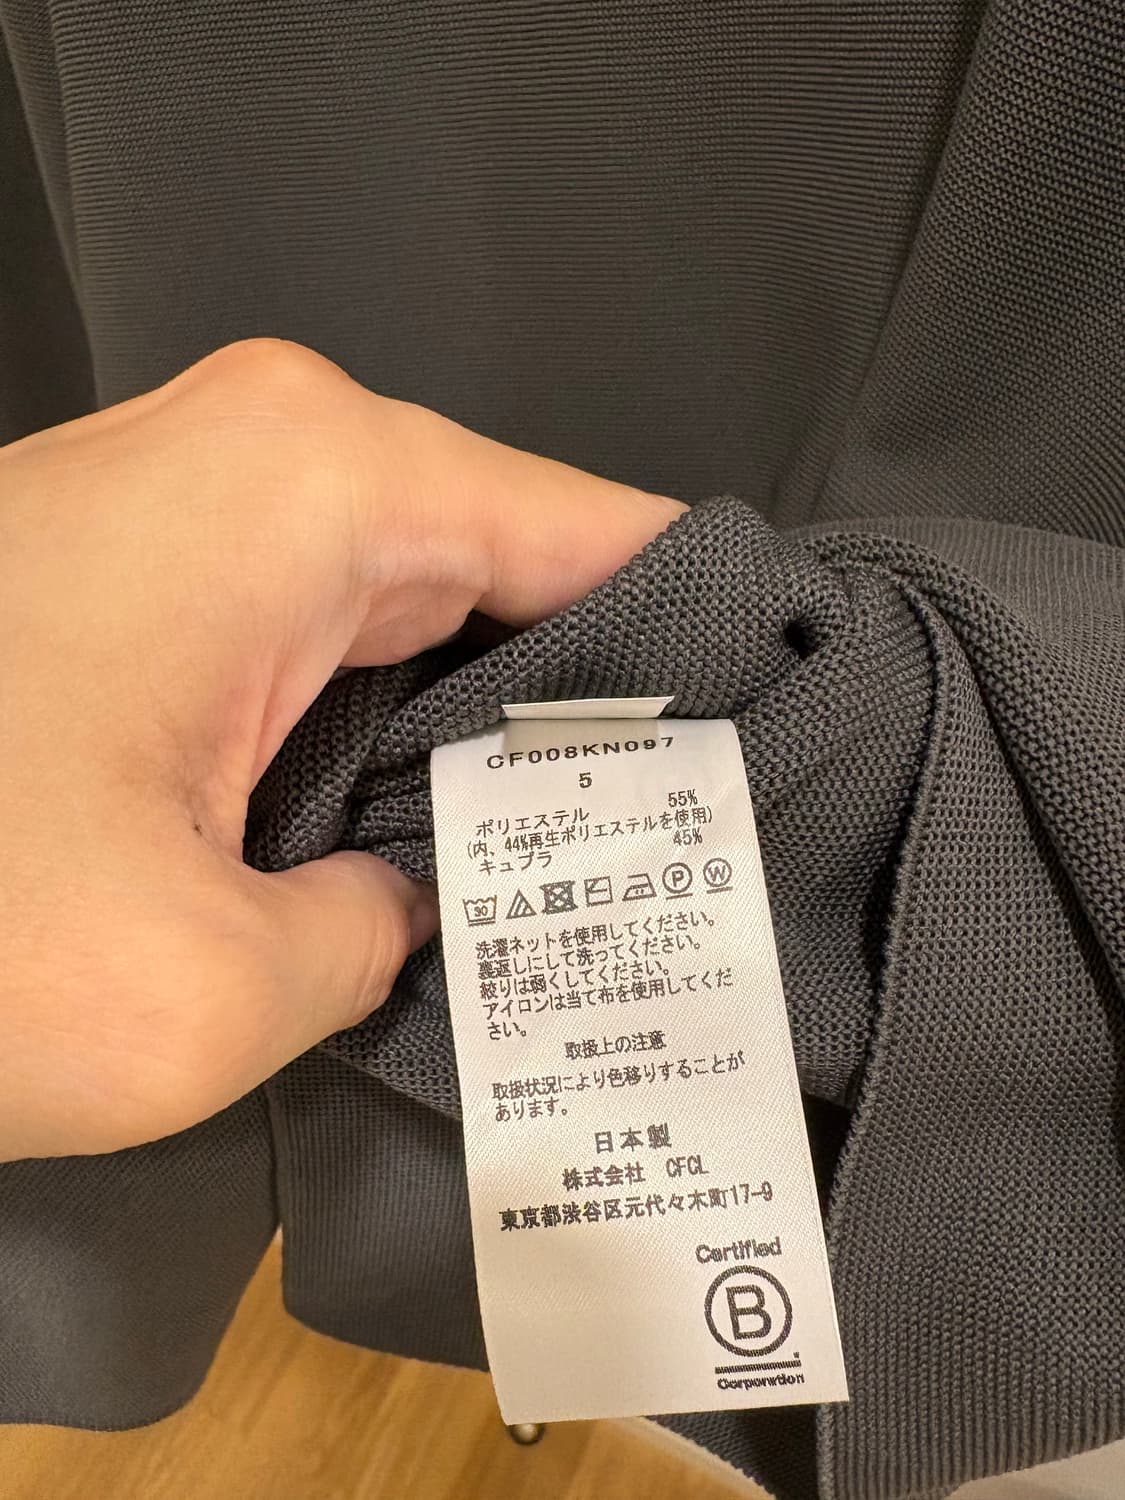 CF008KN097
5
ポリエステル 55%
(内、44%再生ポリエステルを使用)
キュプラ 45%
30 P W
洗濯ネットを使用してください。
裏返しにして洗ってください。
絞りは弱くしてください。
アイロンは当て布を使用してくだ
さい。
取扱上の注意
取扱状況により色移りすることが
あります。
日本製
株式会社 CFCL
東京都渋谷区元代々木町17-9
Certified
B
Corporation